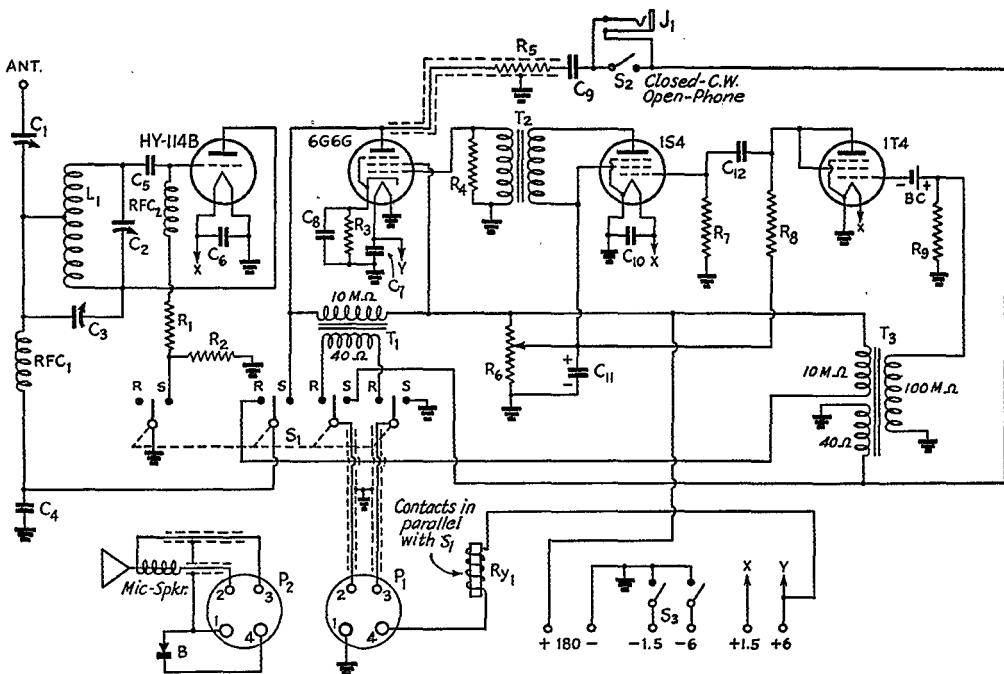 ANT.
C1
L1
C2
C3
RFC1
C4
C5
RFC2
HY-114B
C6
X
R1
R2
R S
R S
R S
R S
S1
6G6G
C8
R3
C7
Y
10 M.Ω
T1
40 Ω
R5
C9
J1
S2
Closed-C.W.
Open-Phone
R4
T2
1S4
C10
X
R7
C12
R8
1T4
X
- BC +
R9
R6
+
-
C11
T3
10 M.Ω
100 M.Ω
40 Ω
Contacts in
parallel
with S1
Ry1
Mic-Spkr.
P2
2
3
1
4
B
P1
2
3
1
4
S3
X
Y
+ 180 -
-1.5
-6
+1.5
+6